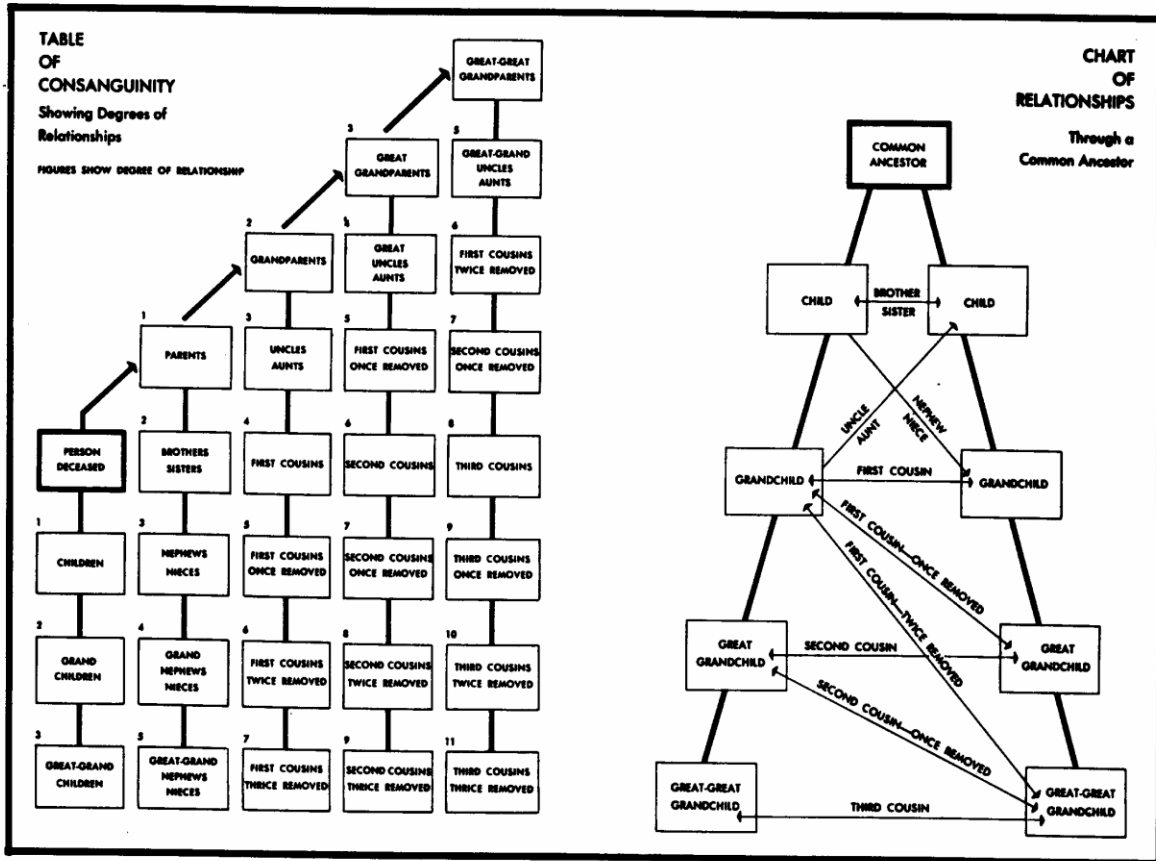 TABLE
OF
CONSANGUINITY
Showing Degrees of
Relationships
FIGURES SHOW DEGREE OF RELATIONSHIP
GREAT-GREAT
GRANDPARENTS
3
GREAT
GRANDPARENTS
5
GREAT-GRAND
UNCLES
AUNTS
2
GRANDPARENTS
4
GREAT
UNCLES
AUNTS
6
FIRST COUSINS
TWICE REMOVED
1
PARENTS
3
UNCLES
AUNTS
5
FIRST COUSINS
ONCE REMOVED
7
SECOND COUSINS
ONCE REMOVED
PERSON
DECEASED
2
BROTHERS
SISTERS
4
FIRST COUSINS
6
SECOND COUSINS
8
THIRD COUSINS
1
CHILDREN
3
NEPHEWS
NIECES
5
FIRST COUSINS
ONCE REMOVED
7
SECOND COUSINS
ONCE REMOVED
9
THIRD COUSINS
ONCE REMOVED
2
GRAND
CHILDREN
4
GRAND
NEPHEWS
NIECES
6
FIRST COUSINS
TWICE REMOVED
8
SECOND COUSINS
TWICE REMOVED
10
THIRD COUSINS
TWICE REMOVED
3
GREAT-GRAND
CHILDREN
5
GREAT-GRAND
NEPHEWS
NIECES
7
FIRST COUSINS
THRICE REMOVED
9
SECOND COUSINS
THRICE REMOVED
11
THIRD COUSINS
THRICE REMOVED
CHART
OF
RELATIONSHIPS
Through a
Common Ancestor
COMMON
ANCESTOR
CHILD
BROTHER
SISTER
CHILD
UNCLE
AUNT
NEPHEW
NIECE
GRANDCHILD
FIRST COUSIN
GRANDCHILD
FIRST COUSIN—ONCE REMOVED
FIRST COUSIN—TWICE REMOVED
GREAT
GRANDCHILD
SECOND COUSIN
GREAT
GRANDCHILD
SECOND COUSIN—ONCE REMOVED
GREAT-GREAT
GRANDCHILD
THIRD COUSIN
GREAT-GREAT
GRANDCHILD